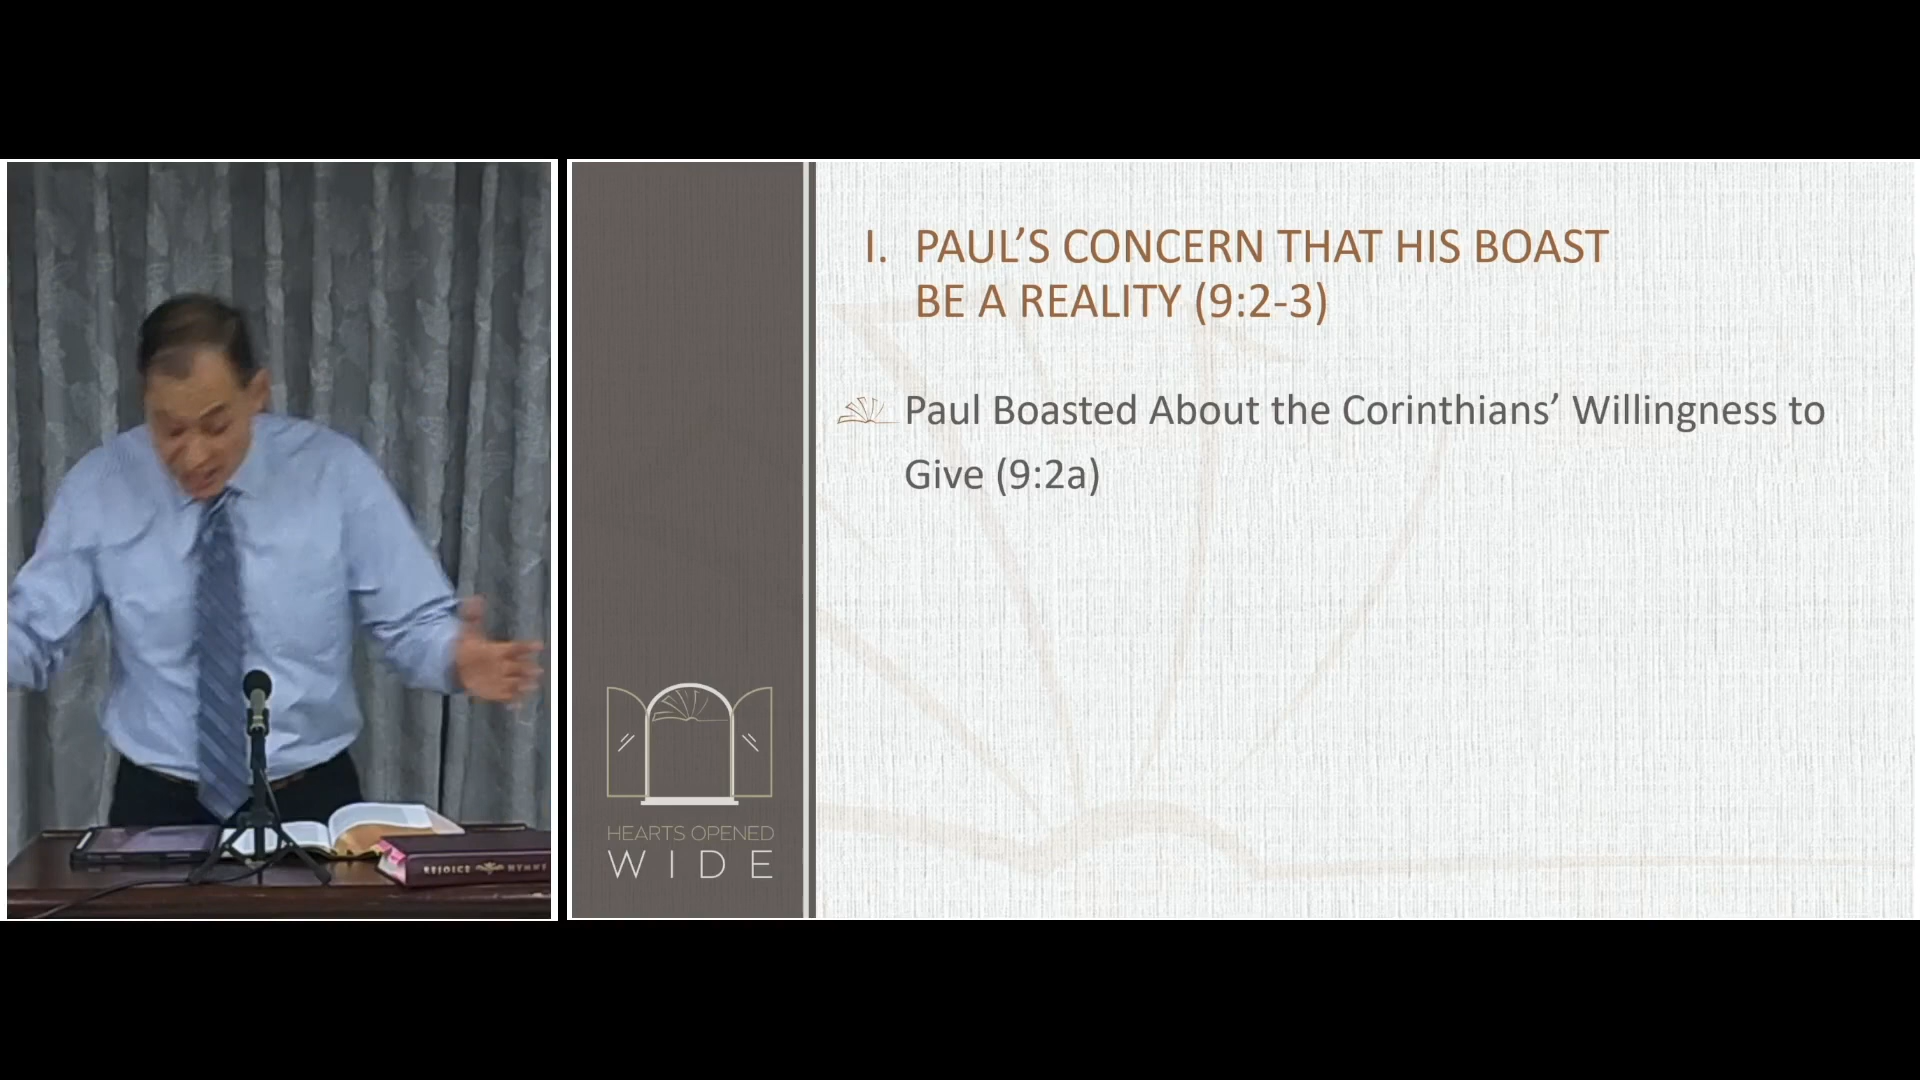 I. PAUL’S CONCERN THAT HIS BOAST
BE A REALITY (9:2-3)
Paul Boasted About the Corinthians’ Willingness to
Give (9:2a)
HEARTS OPENED
WIDE
REJOICE HYMNS